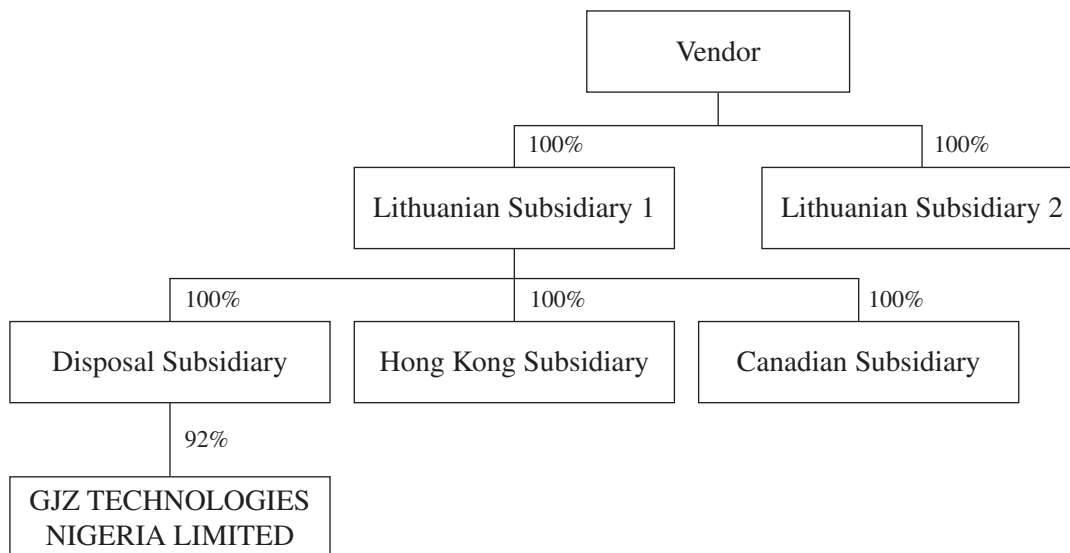 Vendor
100%
100%
Lithuanian Subsidiary 1
Lithuanian Subsidiary 2
100%
100%
100%
Disposal Subsidiary
Hong Kong Subsidiary
Canadian Subsidiary
92%
GJZ TECHNOLOGIES
NIGERIA LIMITED